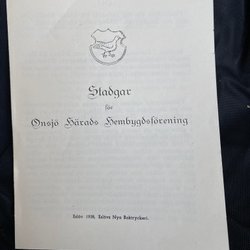 Stadgar
för
Onsjö Härads Hembygdsförening
Eslöv 1938, Eslövs Nya Boktryckeri.